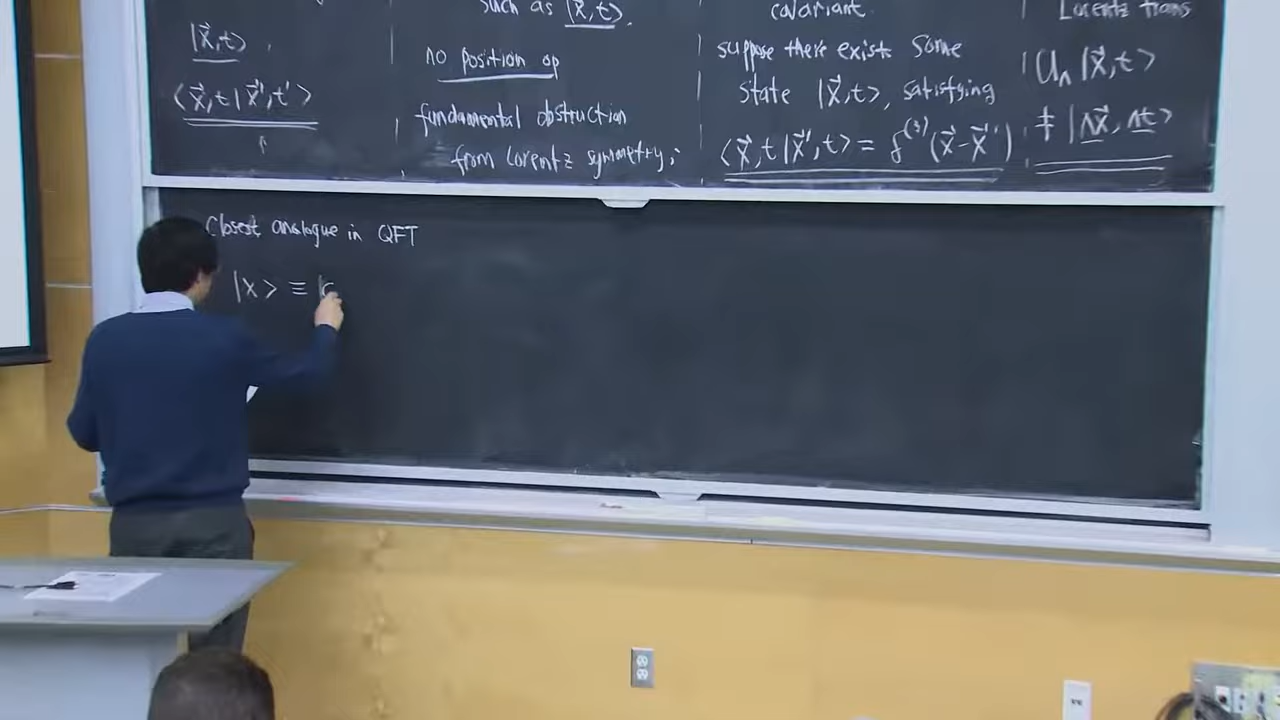 |x⃗,t>.
<x⃗,t|x⃗',t'>
such as |x⃗,t>.
no position op
fundamental obstruction
from Lorentz symmetry;
covariant.
suppose there exists some
state |x⃗,t>, satisfying
<x⃗,t|x⃗',t> = δ⁽³⁾(x⃗-x⃗')
Lorentz trans
U_Λ |x⃗,t>
≠ |Λx⃗, Λt>
Closest analogue in QFT
|x> ≡ |